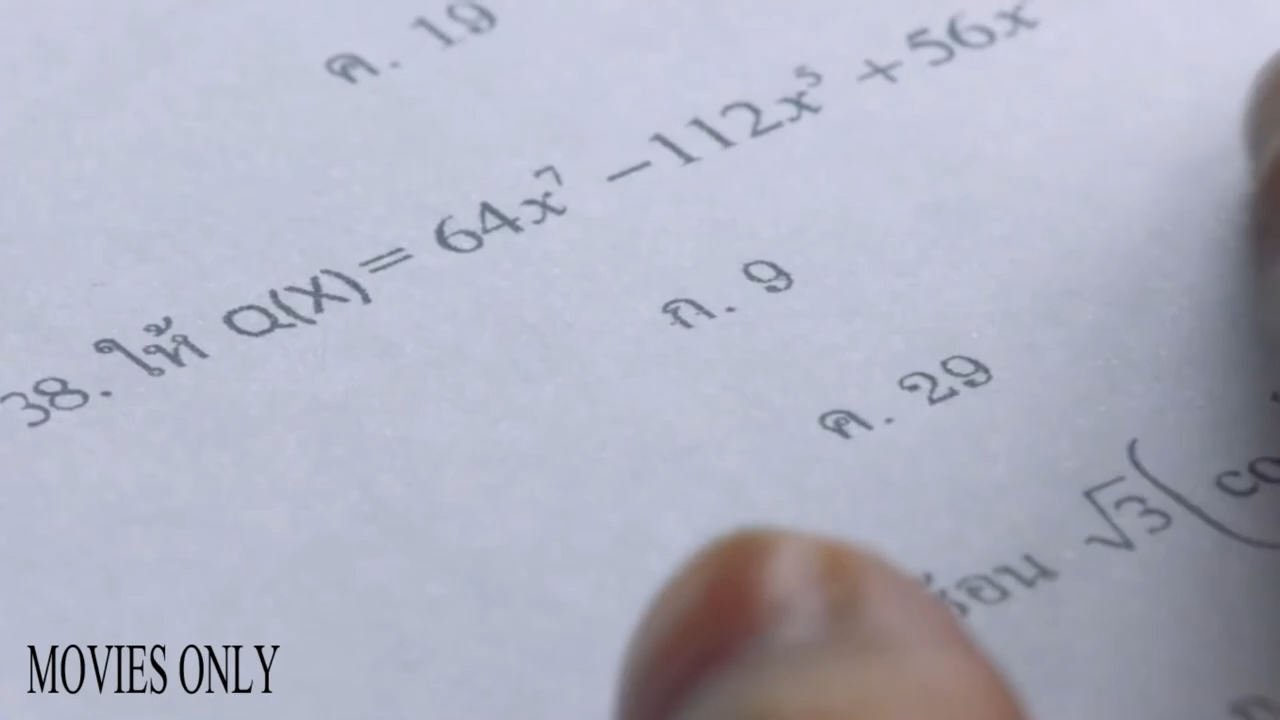 ค. 19
38. ให้ Q(X)= 64x⁷ −112x⁵ +56x
ก. 9
ค. 29
√3(
MOVIES ONLY